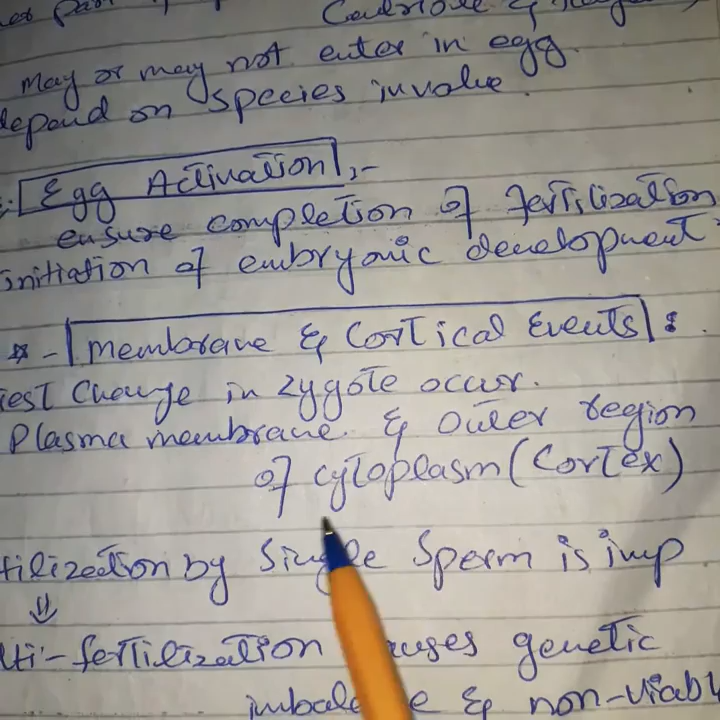 may or may not enter in egg.
depend on species involve.
Egg Activation :-
ensure completion of fertilization
initiation of embryonic development
* - Membrane & Cortical Events :
Change in zygote occur.
Plasma membrane & outer region
of cytoplasm (Cortex)
by Single Sperm is imp
⇓
fertilization genetic
& non-